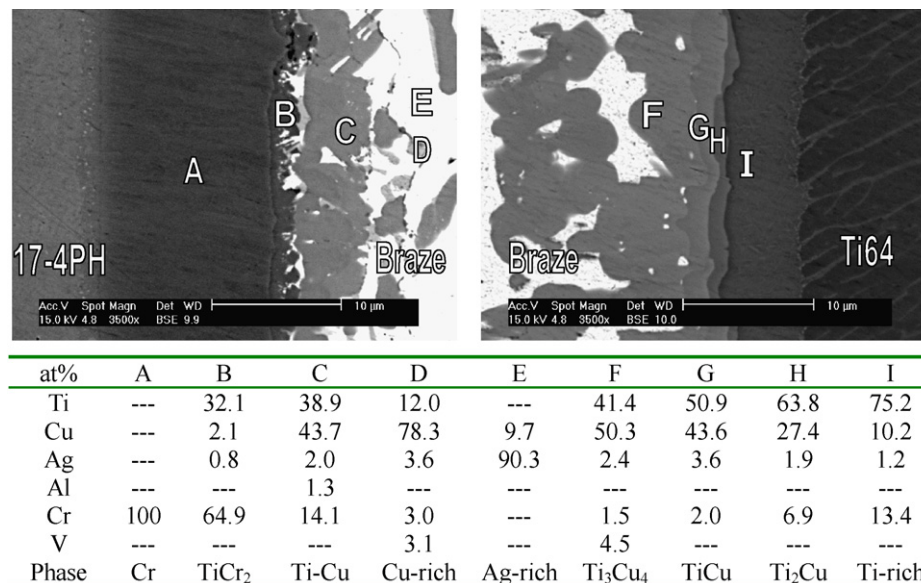 A
B
C
E
D
17-4PH
Braze
Acc.V Spot Magn Det WD 10 µm
15.0 kV 4.8 3500x BSE 9.9
F
G
H
I
Braze
Ti64
Acc.V Spot Magn Det WD 10 µm
15.0 kV 4.8 3500x BSE 10.0
at% A B C D E F G H I
Ti --- 32.1 38.9 12.0 --- 41.4 50.9 63.8 75.2
Cu --- 2.1 43.7 78.3 9.7 50.3 43.6 27.4 10.2
Ag --- 0.8 2.0 3.6 90.3 2.4 3.6 1.9 1.2
Al --- --- 1.3 --- --- --- --- --- ---
Cr 100 64.9 14.1 3.0 --- 1.5 2.0 6.9 13.4
V --- --- --- 3.1 --- 4.5 --- --- ---
Phase Cr TiCr₂ Ti-Cu Cu-rich Ag-rich Ti₃Cu₄ TiCu Ti₂Cu Ti-rich